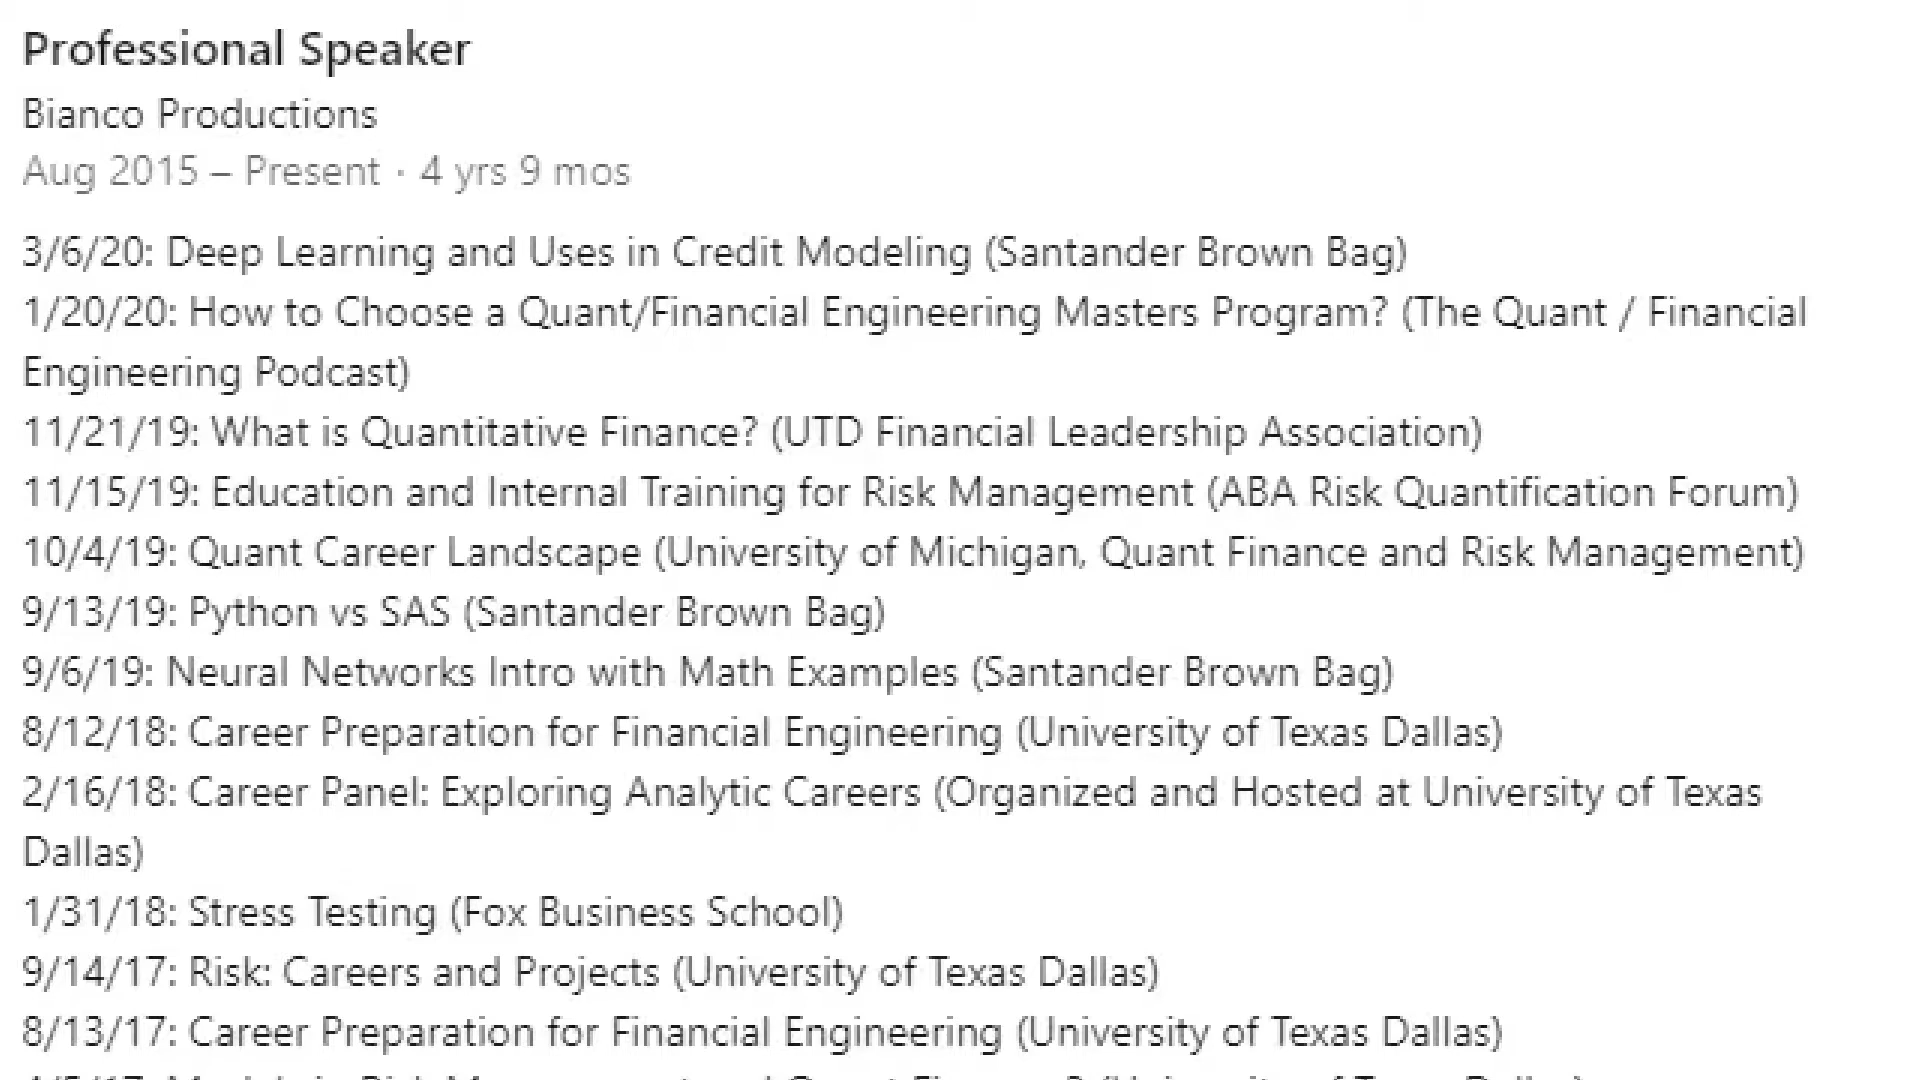 Professional Speaker
Bianco Productions
Aug 2015 – Present · 4 yrs 9 mos
3/6/20: Deep Learning and Uses in Credit Modeling (Santander Brown Bag)
1/20/20: How to Choose a Quant/Financial Engineering Masters Program? (The Quant / Financial
Engineering Podcast)
11/21/19: What is Quantitative Finance? (UTD Financial Leadership Association)
11/15/19: Education and Internal Training for Risk Management (ABA Risk Quantification Forum)
10/4/19: Quant Career Landscape (University of Michigan, Quant Finance and Risk Management)
9/13/19: Python vs SAS (Santander Brown Bag)
9/6/19: Neural Networks Intro with Math Examples (Santander Brown Bag)
8/12/18: Career Preparation for Financial Engineering (University of Texas Dallas)
2/16/18: Career Panel: Exploring Analytic Careers (Organized and Hosted at University of Texas
Dallas)
1/31/18: Stress Testing (Fox Business School)
9/14/17: Risk: Careers and Projects (University of Texas Dallas)
8/13/17: Career Preparation for Financial Engineering (University of Texas Dallas)